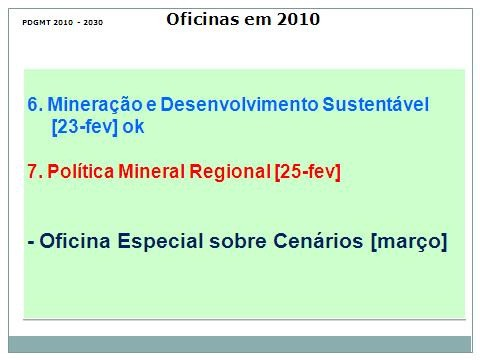 PDGMT 2010 - 2030
Oficinas em 2010
6. Mineração e Desenvolvimento Sustentável
[23-fev] ok
7. Política Mineral Regional [25-fev]
- Oficina Especial sobre Cenários [março]